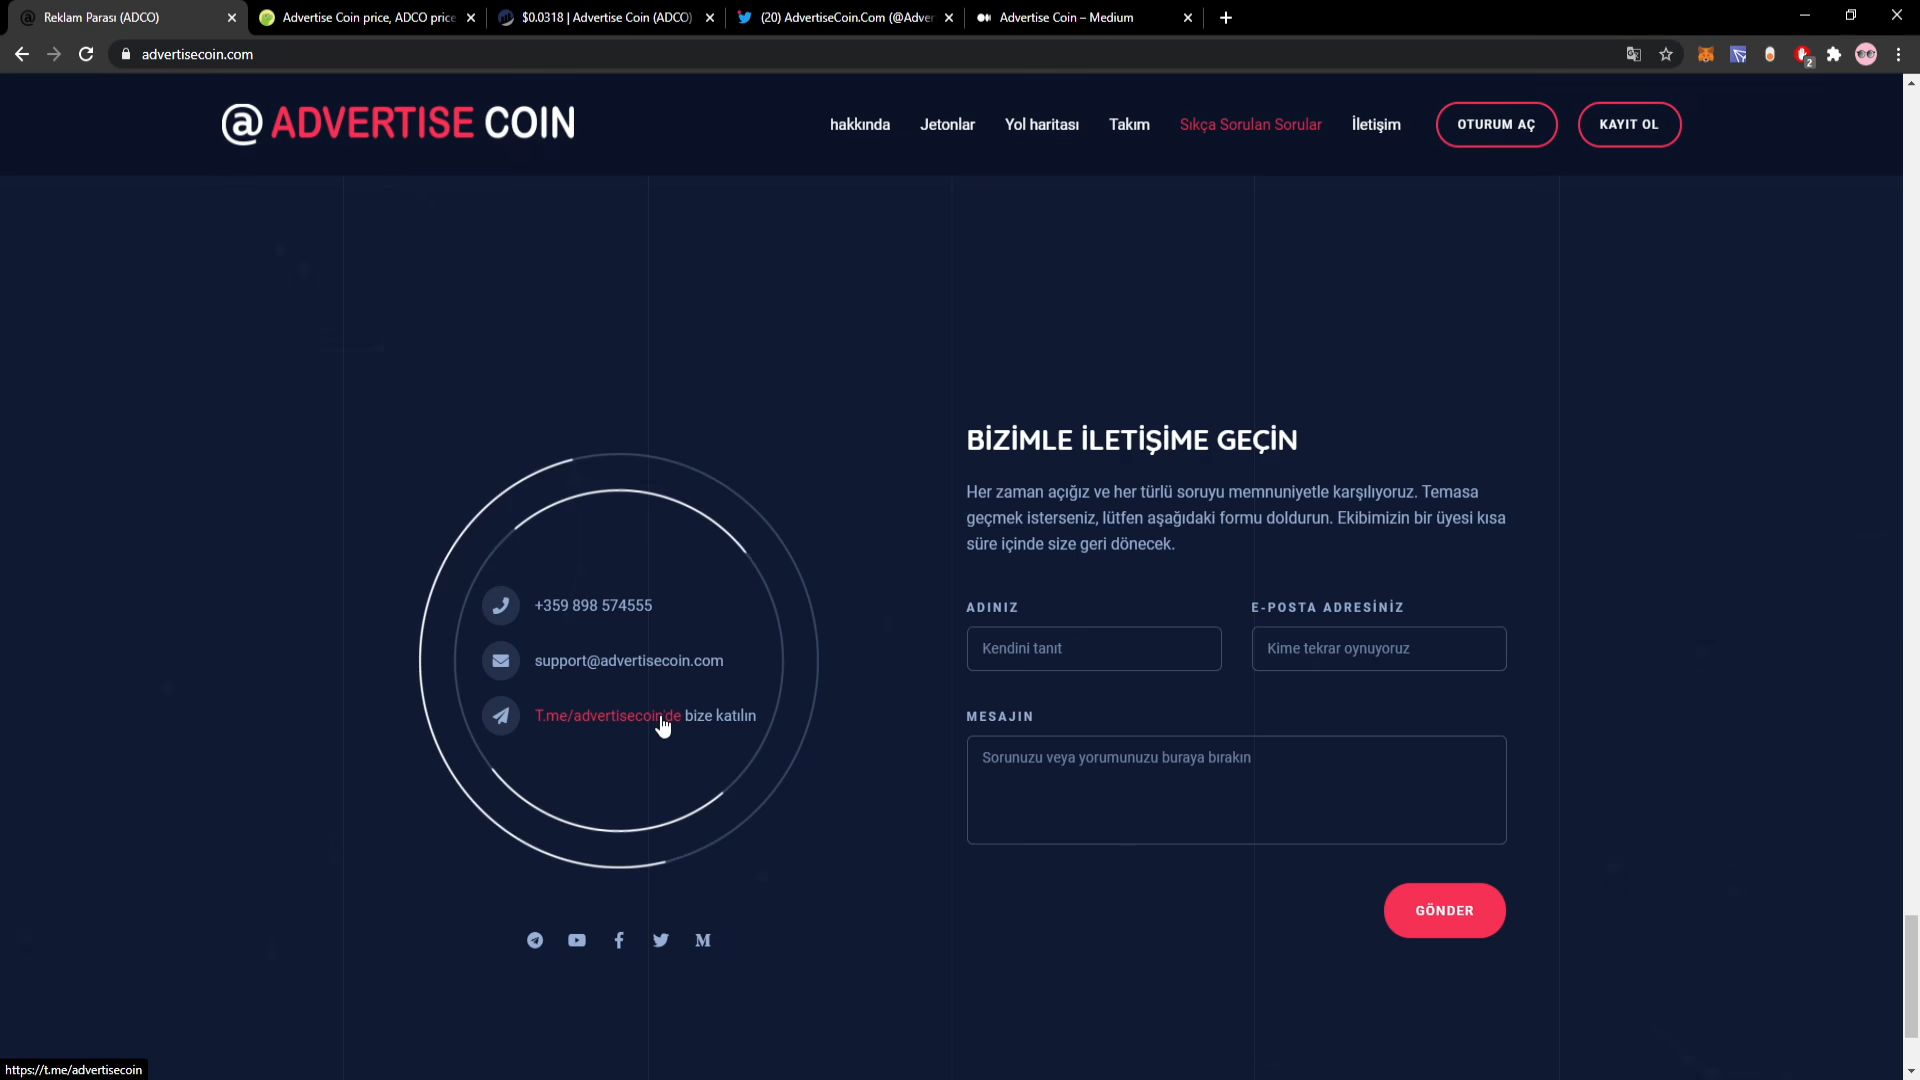 Reklam Parası (ADCO)
Advertise Coin price, ADCO price
$0.0318 | Advertise Coin (ADCO)
(20) AdvertiseCoin.Com (@Adver
Advertise Coin – Medium
advertisecoin.com
2
@ ADVERTISE COIN
hakkında
Jetonlar
Yol haritası
Takım
Sıkça Sorulan Sorular
İletişim
OTURUM AÇ
KAYIT OL
+359 898 574555
support@advertisecoin.com
T.me/advertisecoin'de bize katılın
BİZİMLE İLETİŞİME GEÇİN
Her zaman açığız ve her türlü soruyu memnuniyetle karşılıyoruz. Temasa
geçmek isterseniz, lütfen aşağıdaki formu doldurun. Ekibimizin bir üyesi kısa
süre içinde size geri dönecek.
ADINIZ
E-POSTA ADRESİNİZ
Kendini tanıt
Kime tekrar oynuyoruz
MESAJIN
Sorunuzu veya yorumunuzu buraya bırakın
GÖNDER
https://t.me/advertisecoin